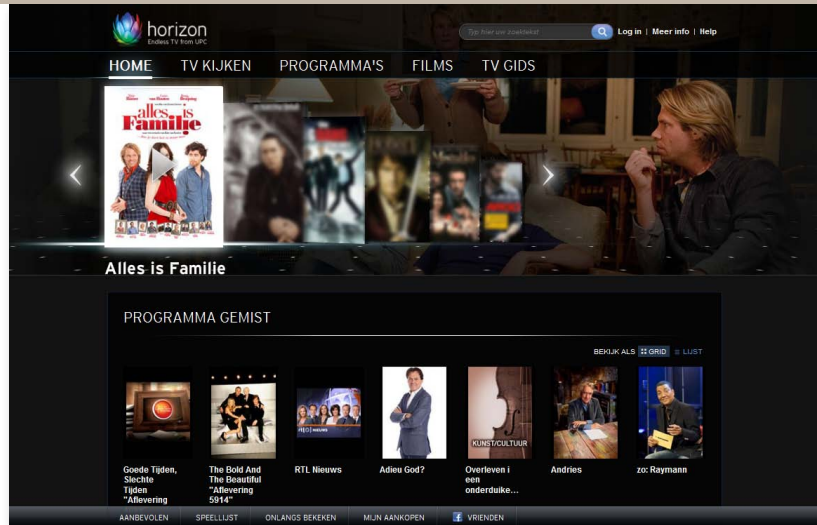 horizon
Endless TV from UPC
Typ hier uw zoektekst
Log in | Meer info | Help
HOME TV KIJKEN PROGRAMMA'S FILMS TV GIDS
alles is
Familie
Alles is Familie
PROGRAMMA GEMIST
BEKIJK ALS GRID LIJST
NIEUWS
KUNST/CULTUUR
Goede Tijden,
Slechte
Tijden
"Aflevering
The Bold And
The Beautiful
"Aflevering
5914"
RTL Nieuws
Adieu God?
Overleven i
een
onderduike...
Andries
zo: Raymann
AANBEVOLEN SPEELLIJST ONLANGS BEKEKEN MIJN AANKOPEN VRIENDEN